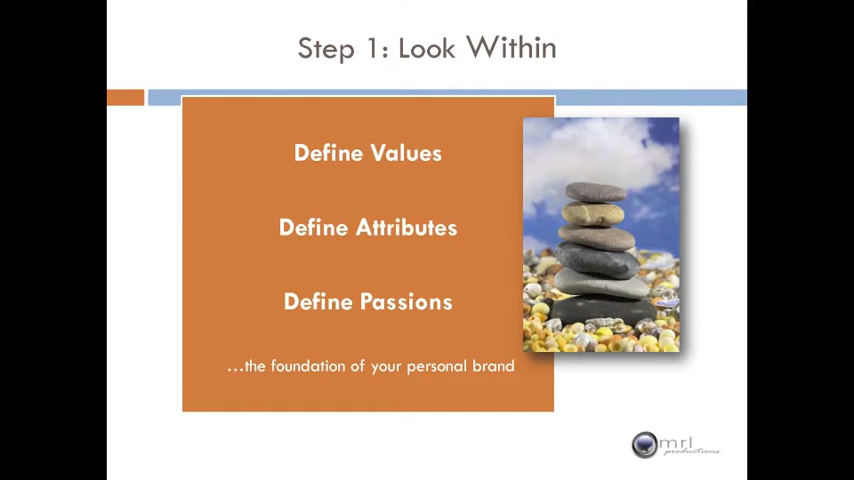 Step 1: Look Within
Define Values
Define Attributes
Define Passions
...the foundation of your personal brand
mrl
productions